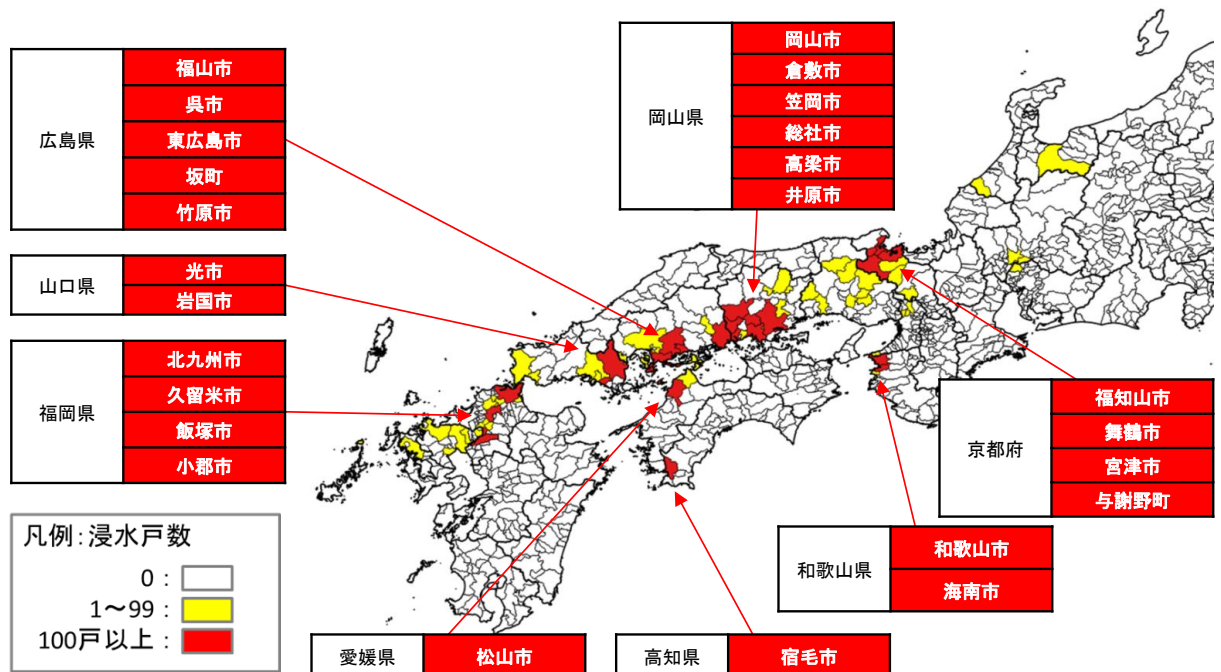 広島県
福山市
呉市
東広島市
坂町
竹原市
山口県
光市
岩国市
福岡県
北九州市
久留米市
飯塚市
小郡市
岡山県
岡山市
倉敷市
笠岡市
総社市
高梁市
井原市
京都府
福知山市
舞鶴市
宮津市
与謝野町
和歌山県
和歌山市
海南市
愛媛県
松山市
高知県
宿毛市
凡例:浸水戸数
0 :
1～99 :
100戸以上 :